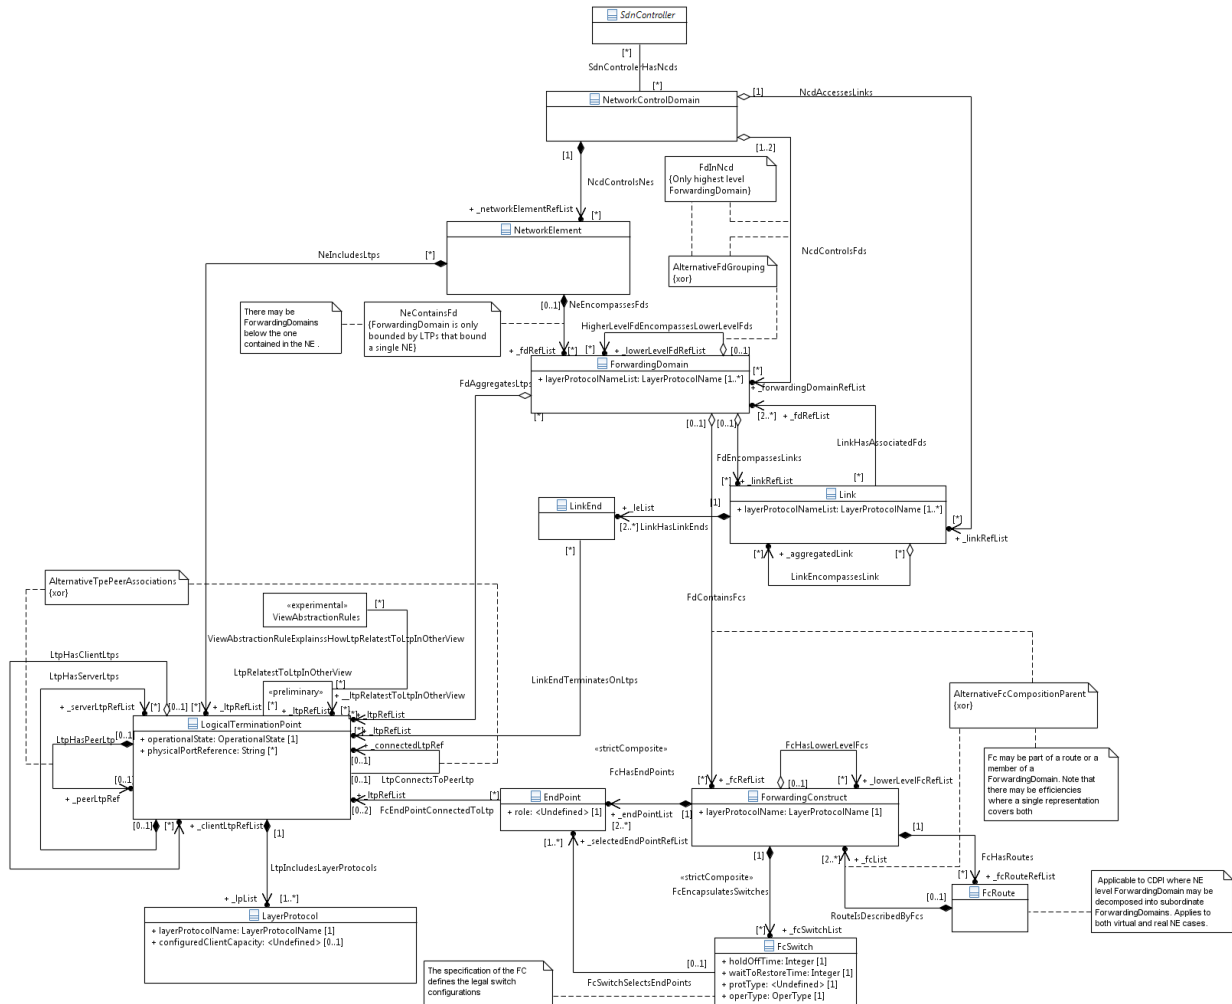 SdnController
[*]
SdnControlerHasNcds
[*]
NetworkControlDomain
[1]
NcdAccessesLinks
[1..2]
[1]
NcdControlsNes
FdInNcd
{Only highest level
ForwardingDomain}
+ _networkElementRefList
[*]
NetworkElement
NcdControlsFds
NeIncludesLtps
[*]
AlternativeFdGrouping
{xor}
There may be
ForwardingDomains
below the one
contained in the NE .
NeContainsFd
{ForwardingDomain is only
bounded by LTPs that bound
a single NE}
[0..1]
NeEncompassesFds
HigherLevelFdEncompassesLowerLevelFds
+ _fdRefList
[*]
[*]
+ _lowerLevelFdRefList
[0..1]
ForwardingDomain
+ layerProtocolNameList: LayerProtocolName [1..*]
[*]
+ _forwardingDomainRefList
FdAggregatesLtps
[*]
[0..1]
[0..1]
[2..*]
+ _fdRefList
LinkHasAssociatedFds
FdEncompassesLinks
[*]
+ _linkRefList
[*]
Link
+ layerProtocolNameList: LayerProtocolName [1..*]
[*]
+ _linkRefList
LinkEnd
+ _leList
[1]
[2..*]
LinkHasLinkEnds
[*]
[*]
+ _aggregatedLink
[*]
LinkEncompassesLink
AlternativeTpePeerAssociations
{xor}
«experimental»
ViewAbstractionRules
[*]
FdContainsFcs
ViewAbstractionRuleExplainssHowLtpRelatestToLtpInOtherView
LtpHasClientLtps
LtpHasServerLtps
LtpRelatestToLtpInOtherView
«preliminary»
[*]
+ __ltpRelatestToLtpInOtherView
LinkEndTerminatesOnLtps
AlternativeFcCompositionParent
{xor}
+ _serverLtpRefList
[*]
[0..1]
+ _ltpRefList
[*]
+ _ltpRefList
[*]
+ _ltpRefList
LogicalTerminationPoint
+ operationalState: OperationalState [1]
+ physicalPortReference: String [*]
[*]
+ _ltpRefList
LtpHasPeerLtp
[0..1]
+ _connectedLtpRef
[0..1]
[0..1]
LtpConnectsToPeerLtp
[0..1]
+ _peerLtpRef
«strictComposite»
FcHasEndPoints
FcHasLowerLevelFcs
Fc may be part of a route or a
member of a
ForwardingDomain. Note that
there may be efficiencies
where a single representation
covers both
[*]
+ _fcRefList
[0..1]
[*]
+ _lowerLevelFcRefList
+ _ltpRefList
[0..2]
FcEndPointConnectedToLtp
[*]
EndPoint
+ role: <Undefined> [1]
+ _endPointList
[2..*]
[1]
ForwardingConstruct
+ layerProtocolName: LayerProtocolName [1]
[0..1]
[*]
+ _clientLtpRefList
[1]
[1..*]
+ _selectedEndPointRefList
[1]
[2..*]
+ _fcList
[1]
FcHasRoutes
LtpIncludesLayerProtocols
«strictComposite»
FcEncapsulatesSwitches
[*]
+ _fcRouteRefList
FcRoute
[0..1]
RouteIsDescribedByFcs
Applicable to CDPI where NE
level ForwardingDomain may be
decomposed into subordinate
ForwardingDomains. Applies to
both virtual and real NE cases.
+ _lpList
[1..*]
LayerProtocol
+ layerProtocolName: LayerProtocolName [1]
+ configuredClientCapacity: <Undefined> [0..1]
[*]
+ _fcSwitchList
FcSwitch
+ holdOffTime: Integer [1]
+ waitToRestoreTime: Integer [1]
+ protType: <Undefined> [1]
+ operType: OperType [1]
[0..1]
FcSwitchSelectsEndPoints
The specification of the FC
defines the legal switch
configurations